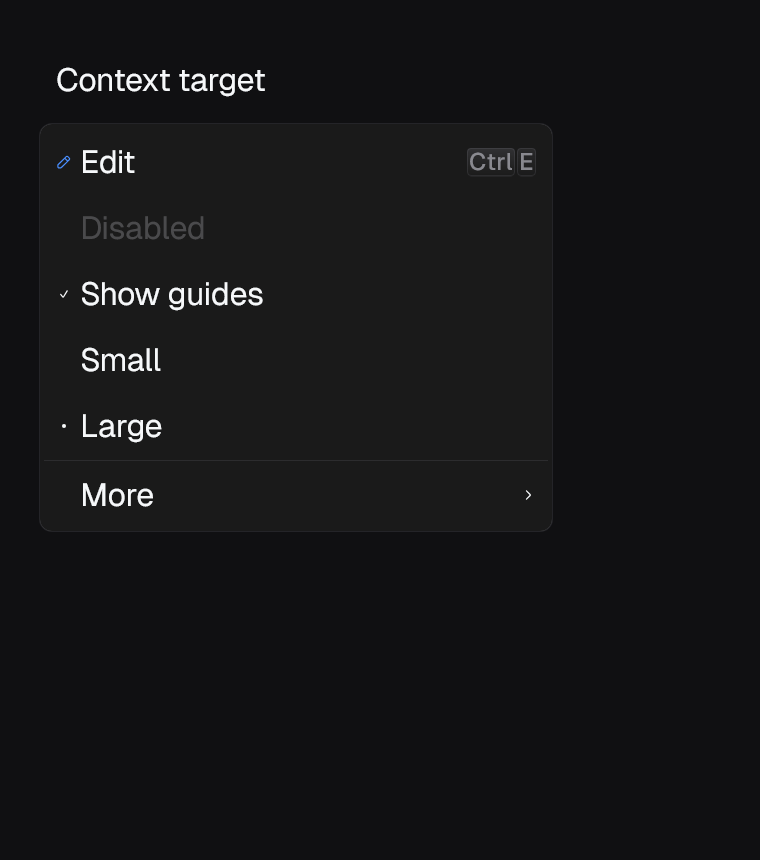 Context target
Edit Ctrl E
Disabled
Show guides
Small
Large
More